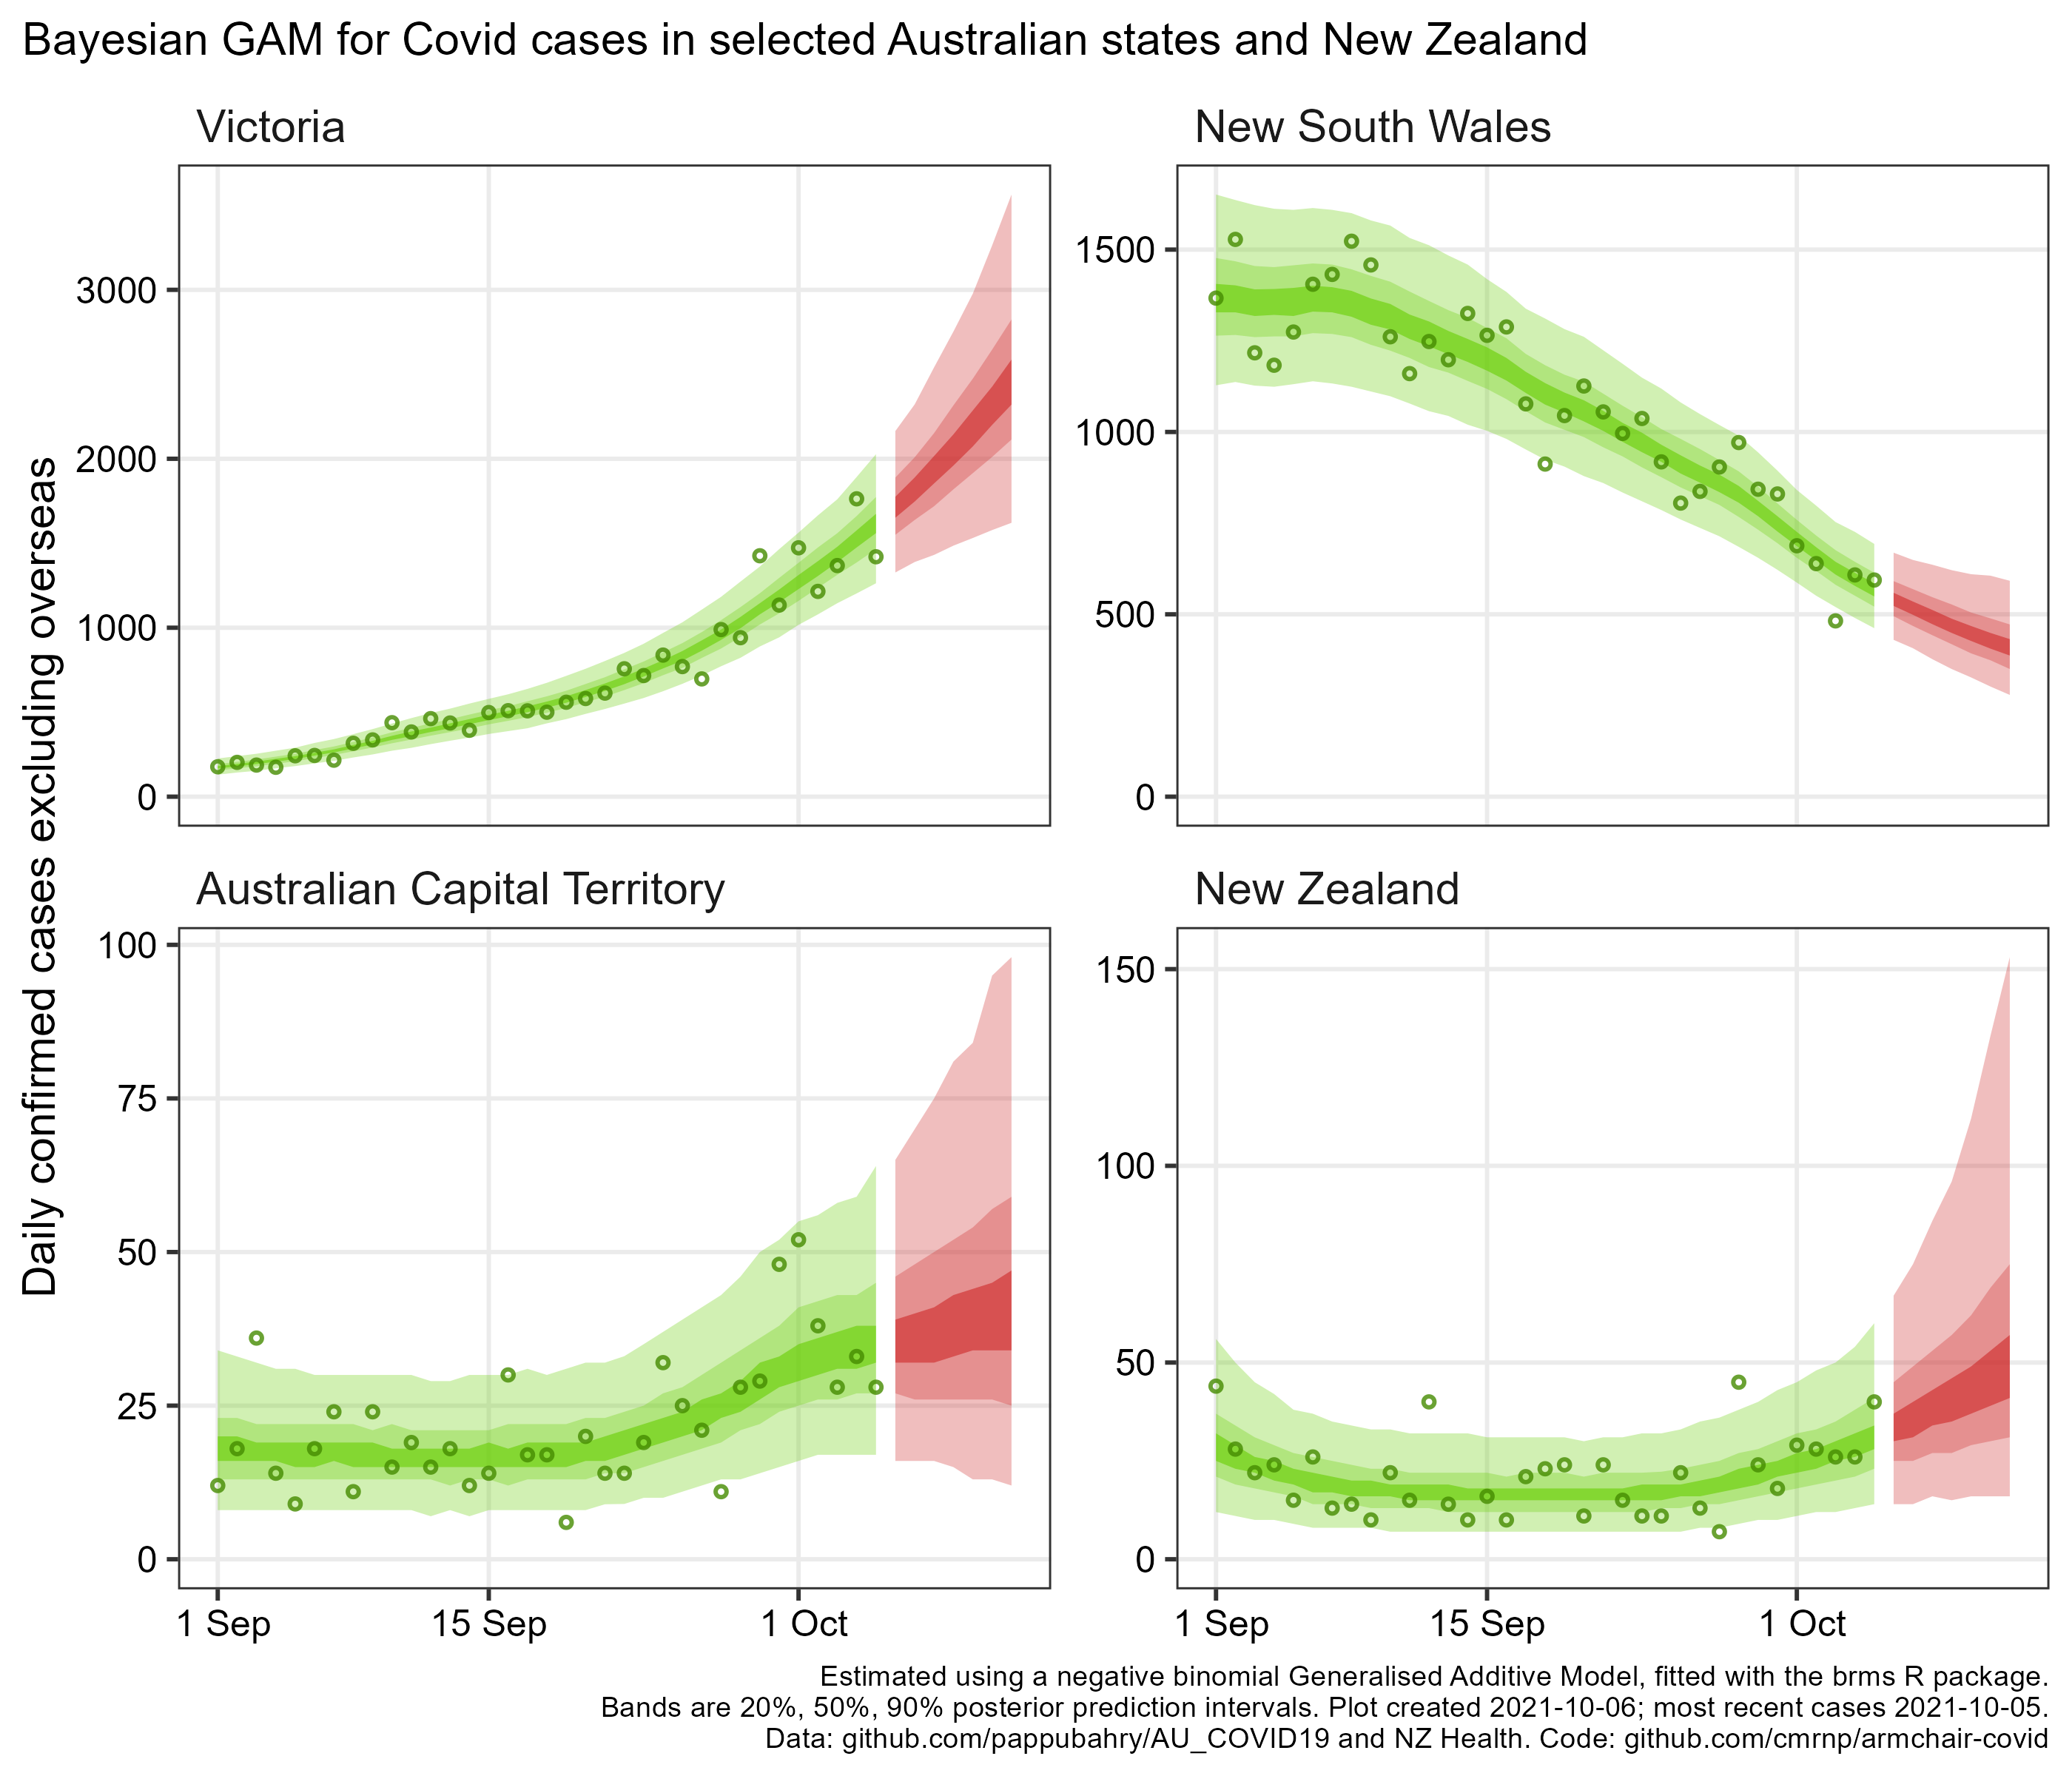 Bayesian GAM for Covid cases in selected Australian states and New Zealand
Daily confirmed cases excluding overseas
Victoria
3000
2000
1000
0
New South Wales
1500
1000
500
0
Australian Capital Territory
100
75
50
25
0
1 Sep 15 Sep 1 Oct
New Zealand
150
100
50
0
1 Sep 15 Sep 1 Oct
Estimated using a negative binomial Generalised Additive Model, fitted with the brms R package.
Bands are 20%, 50%, 90% posterior prediction intervals. Plot created 2021-10-06; most recent cases 2021-10-05.
Data: github.com/pappubahry/AU_COVID19 and NZ Health. Code: github.com/cmrnp/armchair-covid